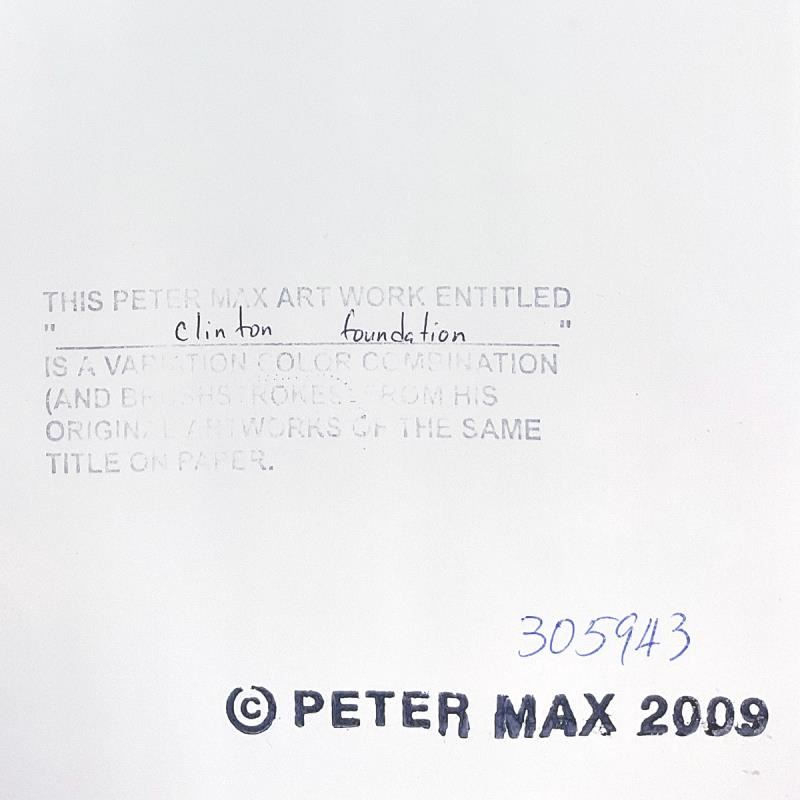 THIS PETER MAX ART WORK ENTITLED
" clinton foundation "
IS A VARIATION COLOR COMBINATION
(AND BRUSHSTROKES) FROM HIS
ORIGINAL ARTWORKS OF THE SAME
TITLE ON PAPER.
305943
© PETER MAX 2009